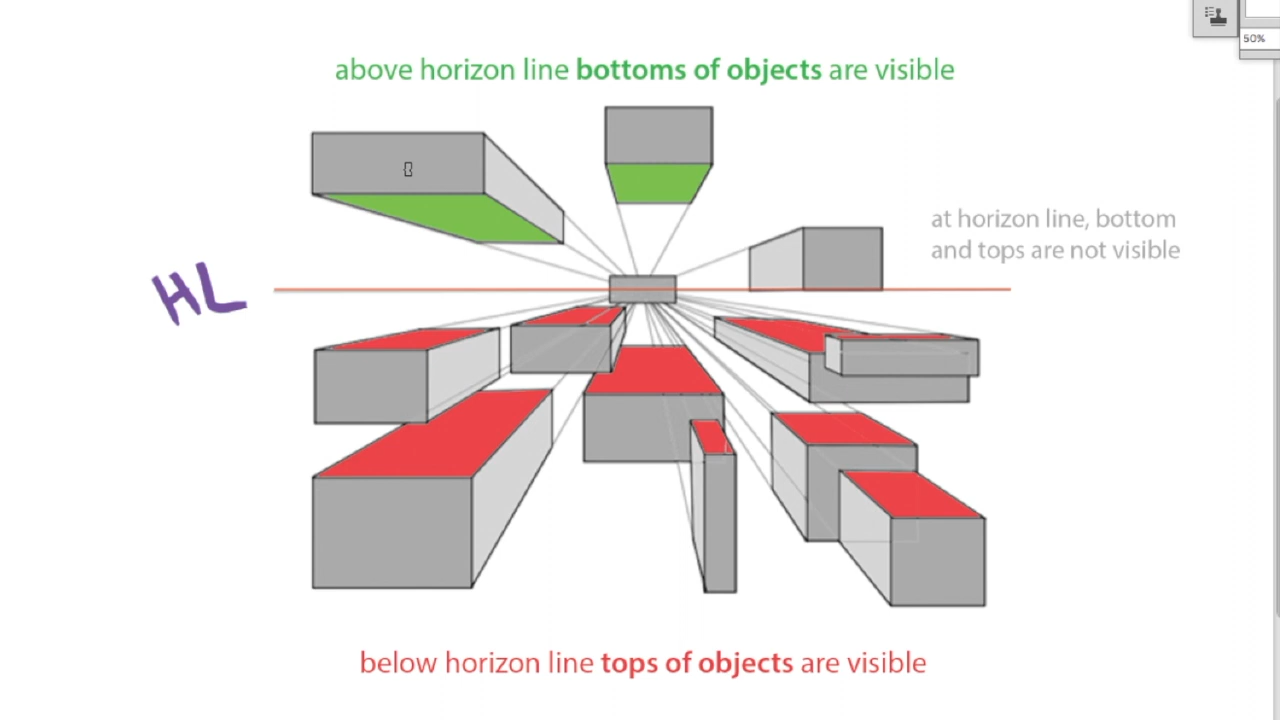 50%
above horizon line bottoms of objects are visible
at horizon line, bottom
and tops are not visible
HL
below horizon line tops of objects are visible